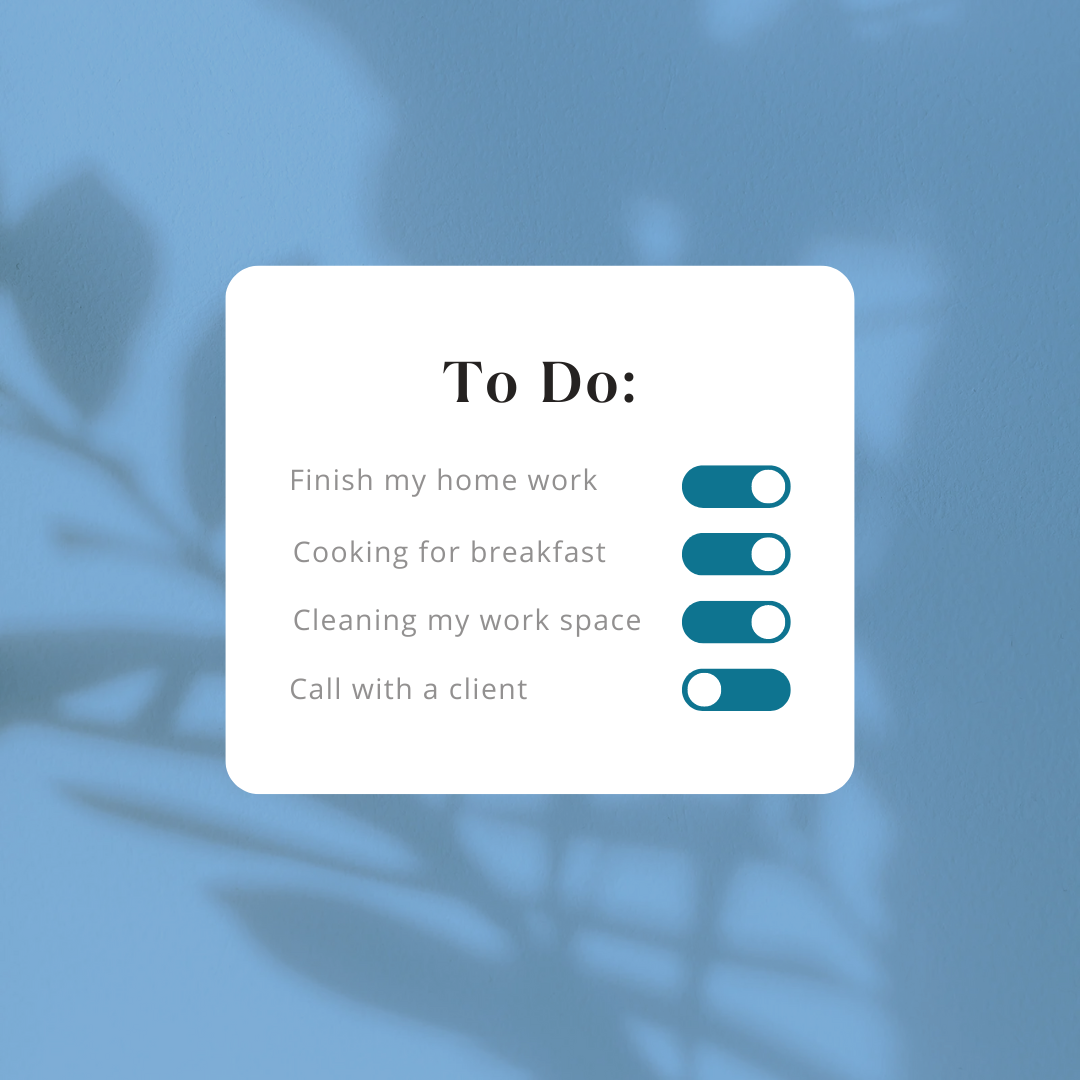 To Do:
Finish my home work
Cooking for breakfast
Cleaning my work space
Call with a client